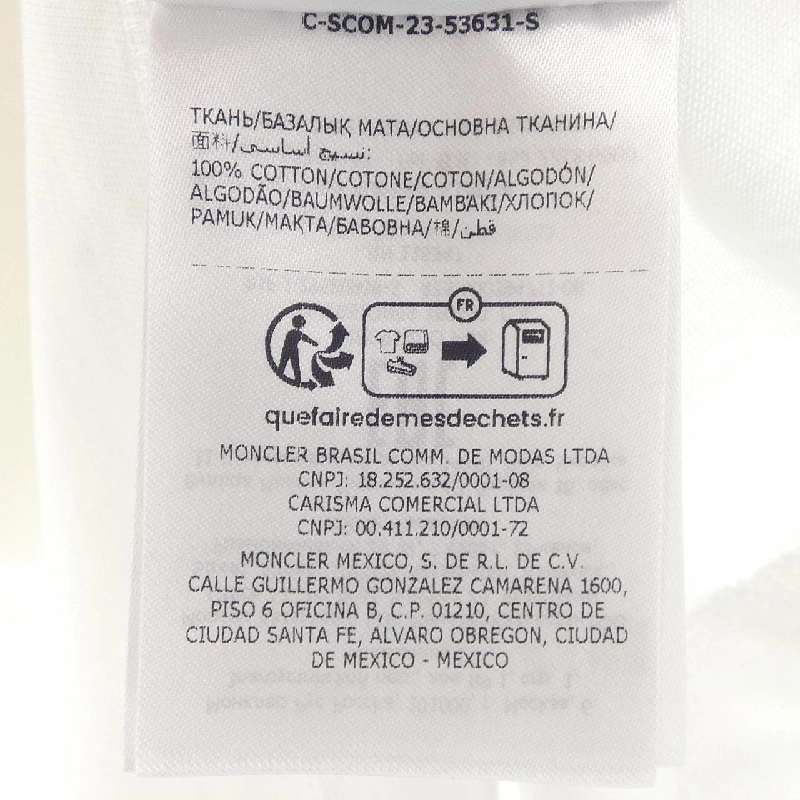 C-SCOM-23-53631-S
ТКАНЬ/БАЗАЛЫҚ МАТА/ОСНОВНА ТКАНИНА/
面料/نسيج أساسي:
100% COTTON/COTONE/COTON/ALGODÓN/
ALGODÃO/BAUMWOLLE/ΒΑΜΒΑΚΙ/ХЛОПОК/
PAMUK/МАКТА/БАВОВНА/棉/قطن
FR
quefairedemesdechets.fr
MONCLER BRASIL COMM. DE MODAS LTDA
CNPJ: 18.252.632/0001-08
CARISMA COMERCIAL LTDA
CNPJ: 00.411.210/0001-72
MONCLER MEXICO, S. DE R.L. DE C.V.
CALLE GUILLERMO GONZALEZ CAMARENA 1600,
PISO 6 OFICINA B, C.P. 01210, CENTRO DE
CIUDAD SANTA FE, ALVARO OBREGON, CIUDAD
DE MEXICO - MEXICO